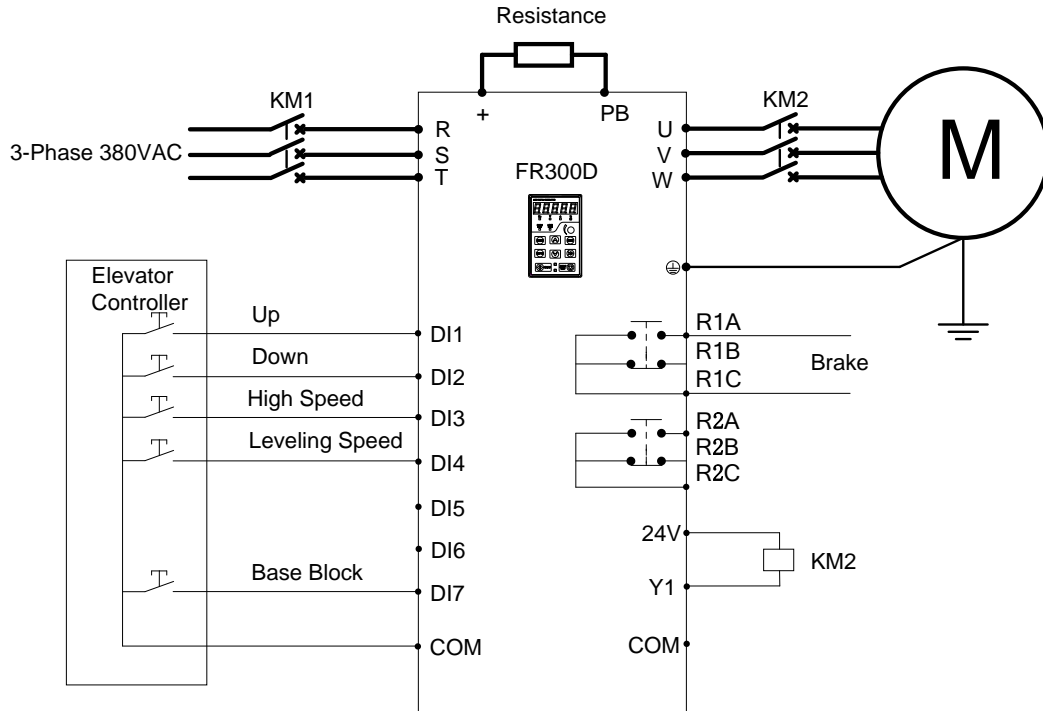 Resistance
+
PB
KM1
KM2
3-Phase 380VAC
R
S
T
U
V
W
M
FR300D
Elevator
Controller
Up
DI1
Down
DI2
High Speed
DI3
Leveling Speed
DI4
DI5
DI6
Base Block
DI7
COM
R1A
R1B
R1C
Brake
R2A
R2B
R2C
24V
KM2
Y1
COM